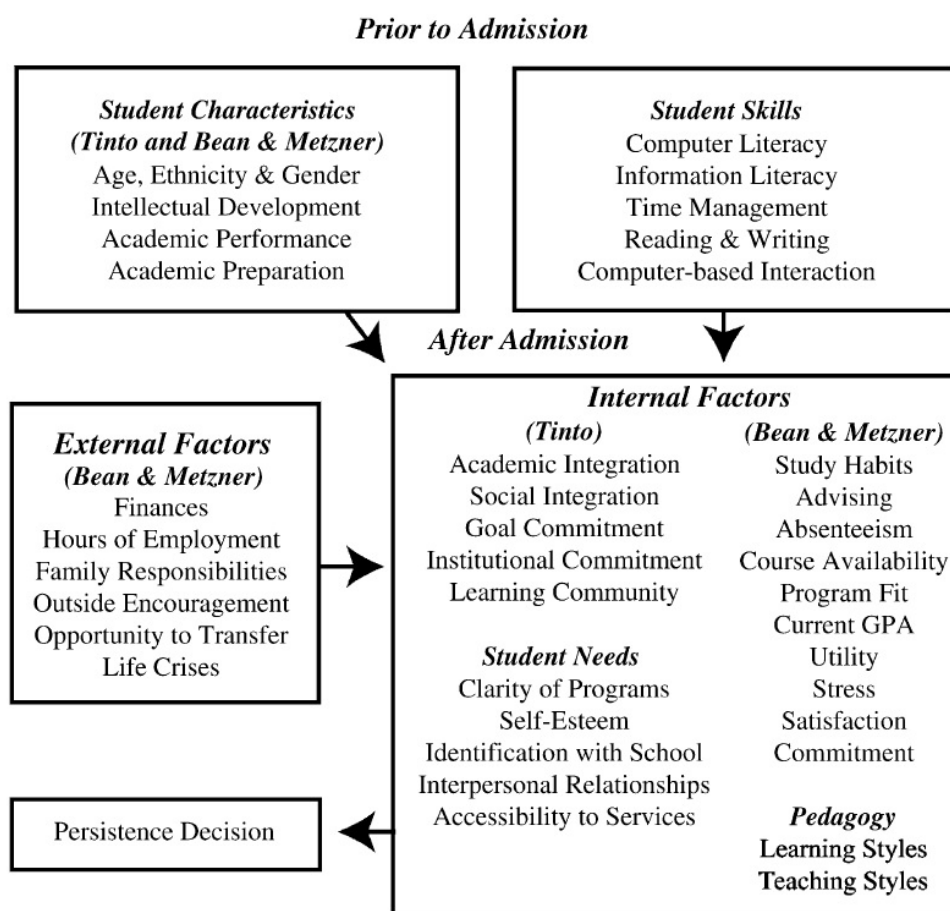 Prior to Admission
Student Characteristics
(Tinto and Bean & Metzner)
Age, Ethnicity & Gender
Intellectual Development
Academic Performance
Academic Preparation
Student Skills
Computer Literacy
Information Literacy
Time Management
Reading & Writing
Computer-based Interaction
After Admission
External Factors
(Bean & Metzner)
Finances
Hours of Employment
Family Responsibilities
Outside Encouragement
Opportunity to Transfer
Life Crises
Internal Factors
(Tinto)
Academic Integration
Social Integration
Goal Commitment
Institutional Commitment
Learning Community
Student Needs
Clarity of Programs
Self-Esteem
Identification with School
Interpersonal Relationships
Accessibility to Services
(Bean & Metzner)
Study Habits
Advising
Absenteeism
Course Availability
Program Fit
Current GPA
Utility
Stress
Satisfaction
Commitment
Pedagogy
Learning Styles
Teaching Styles
Persistence Decision